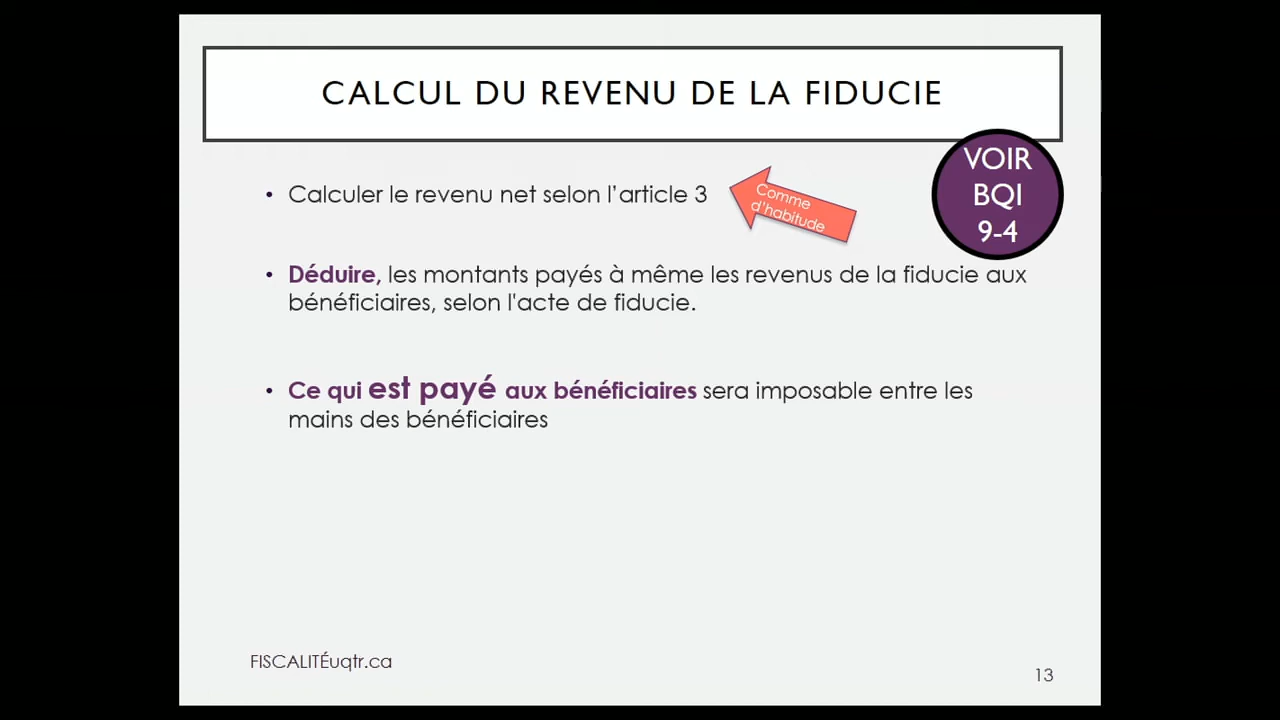 CALCUL DU REVENU DE LA FIDUCIE
VOIR
BQI
9-4
• Calculer le revenu net selon l’article 3
Comme
d’habitude
• Déduire, les montants payés à même les revenus de la fiducie aux
bénéficiaires, selon l'acte de fiducie.
• Ce qui est payé aux bénéficiaires sera imposable entre les
mains des bénéficiaires
FISCALITÉuqtr.ca
13